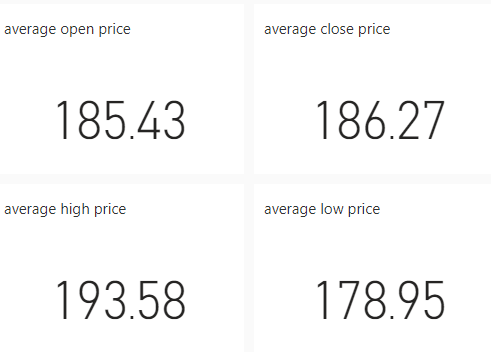 average open price
185.43
average close price
186.27
average high price
193.58
average low price
178.95